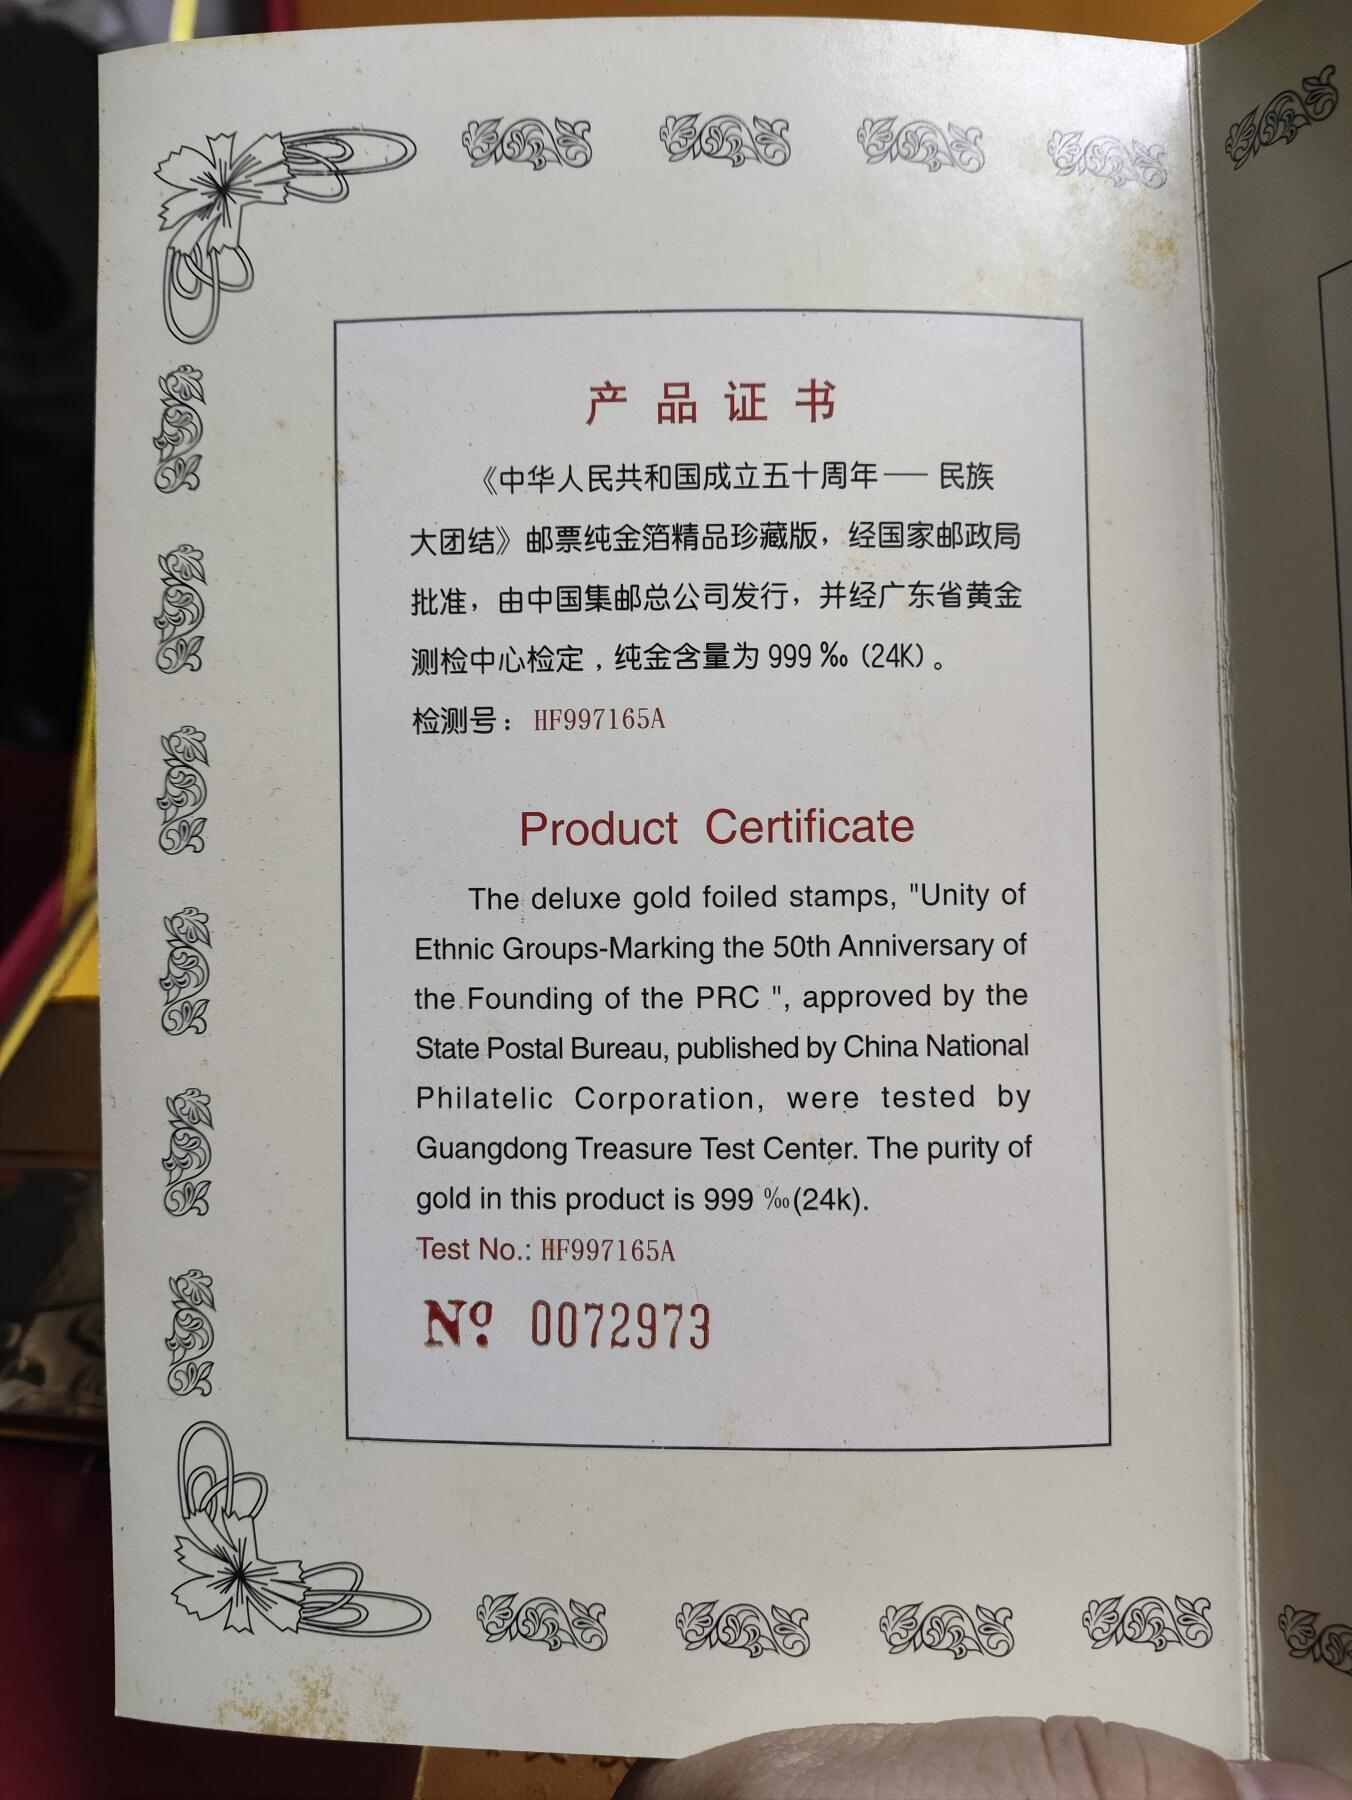 产品证书
《中华人民共和国成立五十周年——民族
大团结》邮票纯金箔精品珍藏版，经国家邮政局
批准，由中国集邮总公司发行，并经广东省黄金
测检中心检定，纯金含量为 999 ‰ (24K) 。
检测号： HF997165A
Product Certificate
The deluxe gold foiled stamps, "Unity of
Ethnic Groups-Marking the 50th Anniversary of
the Founding of the PRC ", approved by the
State Postal Bureau, published by China National
Philatelic Corporation, were tested by
Guangdong Treasure Test Center. The purity of
gold in this product is 999 ‰(24k).
Test No.: HF997165A
Nº 0072973